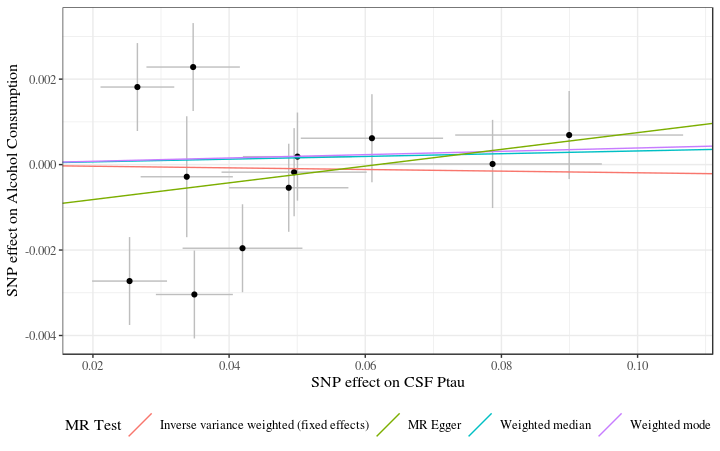 SNP effect on Alcohol Consumption
0.002
0.000
-0.002
-0.004
0.02 0.04 0.06 0.08 0.10
SNP effect on CSF Ptau
MR Test Inverse variance weighted (fixed effects) MR Egger Weighted median Weighted mode